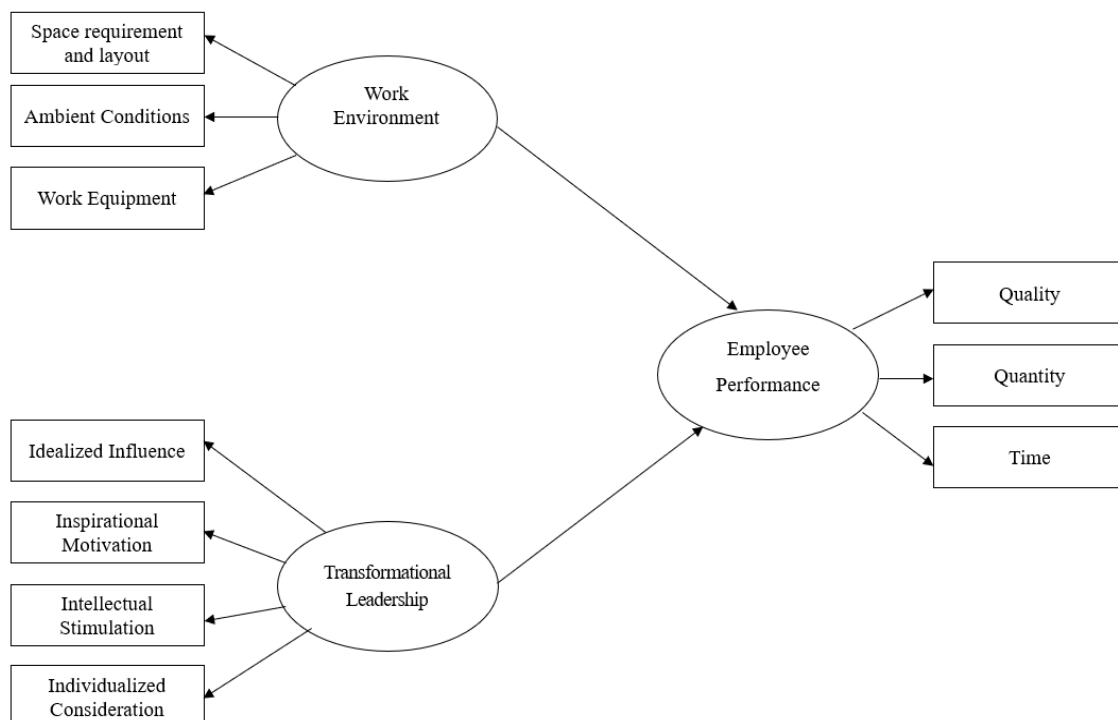 Space requirement
and layout
Ambient Conditions
Work Equipment
Work
Environment
Quality
Quantity
Time
Employee
Performance
Idealized Influence
Inspirational
Motivation
Intellectual
Stimulation
Individualized
Consideration
Transformational
Leadership